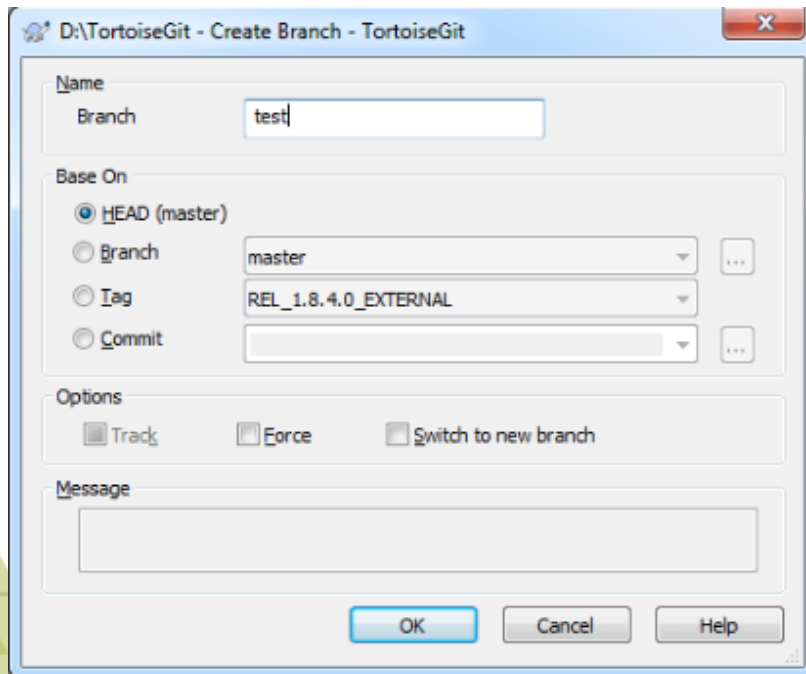 D:\TortoiseGit - Create Branch - TortoiseGit
Name
Branch test
Base On
HEAD (master)
Branch master ...
Tag REL_1.8.4.0_EXTERNAL
Commit ...
Options
Track Force Switch to new branch
Message
OK Cancel Help